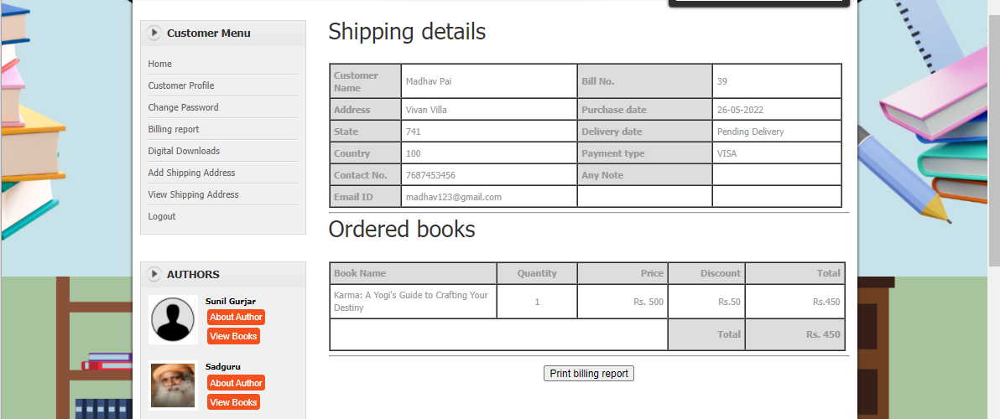 Customer Menu
Home
Customer Profile
Change Password
Billing report
Digital Downloads
Add Shipping Address
View Shipping Address
Logout
AUTHORS
Sunil Gurjar
About Author
View Books
Sadguru
About Author
View Books
Shipping details
Customer Name Madhav Pai Bill No. 39
Address Vivan Villa Purchase date 26-05-2022
State 741 Delivery date Pending Delivery
Country 100 Payment type VISA
Contact No. 7687453456 Any Note
Email ID madhav123@gmail.com
Ordered books
Book Name Quantity Price Discount Total
Karma: A Yogi's Guide to Crafting Your
Destiny 1 Rs. 500 Rs.50 Rs.450
Total Rs. 450
Print billing report